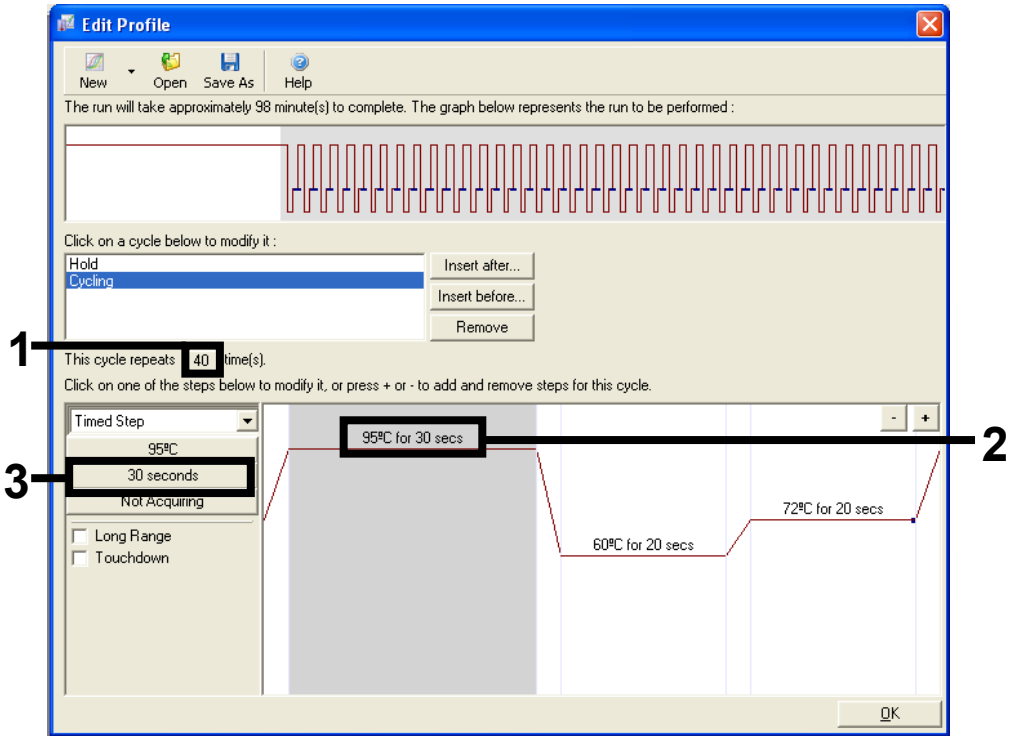 Edit Profile
New Open Save As Help
The run will take approximately 98 minute(s) to complete. The graph below represents the run to be performed :
Click on a cycle below to modify it :
Hold
Cycling
Insert after...
Insert before...
Remove
1
This cycle repeats 40 time(s).
Click on one of the steps below to modify it, or press + or - to add and remove steps for this cycle.
Timed Step
- +
95ºC
95ºC for 30 secs
2
3
30 seconds
Not Acquiring
72ºC for 20 secs
Long Range
60ºC for 20 secs
Touchdown
OK